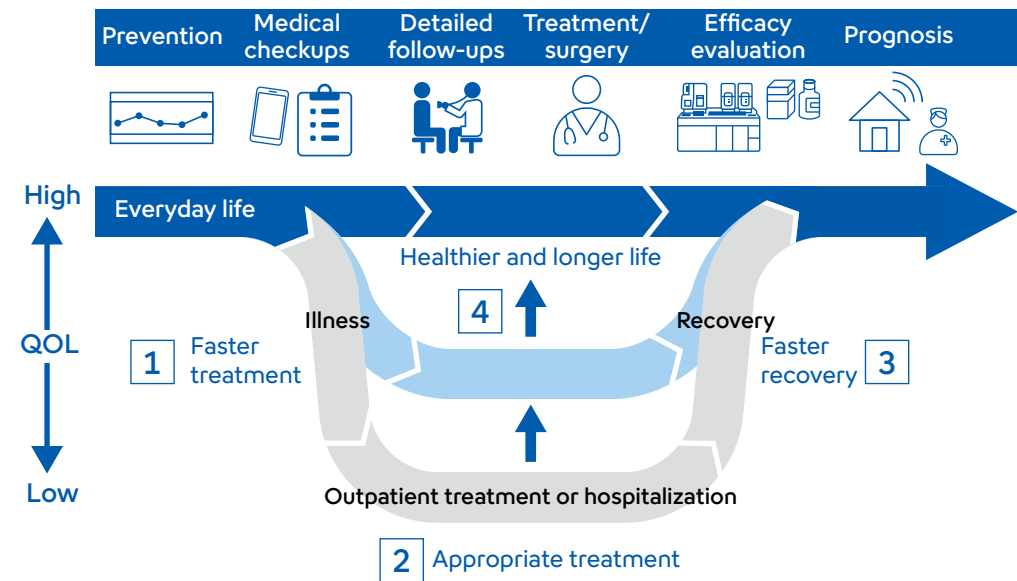 Prevention
Medical
checkups
Detailed
follow-ups
Treatment/
surgery
Efficacy
evaluation
Prognosis
High
QOL
Low
Everyday life
Healthier and longer life
4
Illness
Recovery
1
Faster
treatment
Faster
recovery
3
Outpatient treatment or hospitalization
2
Appropriate treatment